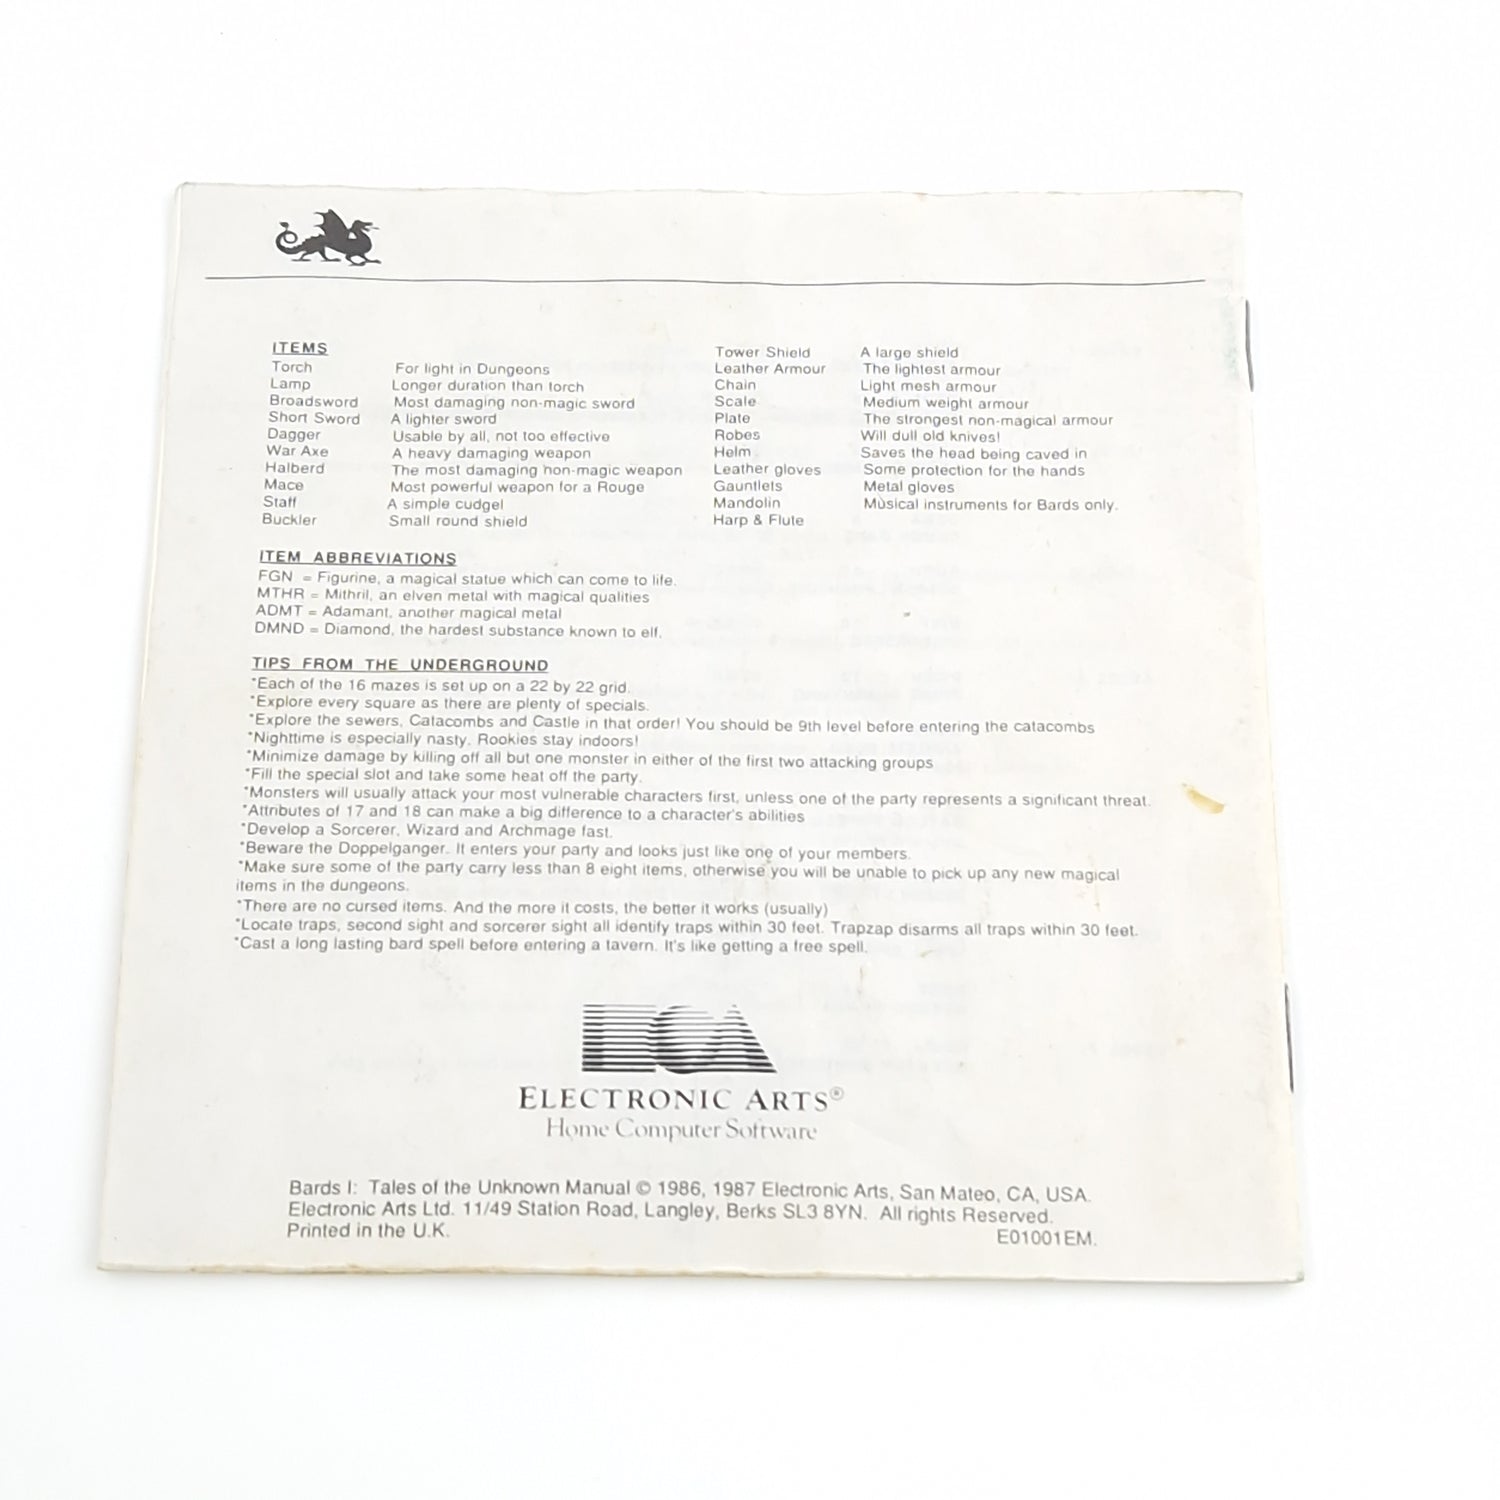 ITEMS
Torch For light in Dungeons
Lamp Longer duration than torch
Broadsword Most damaging non-magic sword
Short Sword A lighter sword
Dagger Usable by all, not too effective
War Axe A heavy damaging weapon
Halberd The most damaging non-magic weapon
Mace Most powerful weapon for a Rouge
Staff A simple cudgel
Buckler Small round shield
Tower Shield A large shield
Leather Armour The lightest armour
Chain Light mesh armour
Scale Medium weight armour
Plate The strongest non-magical armour
Robes Will dull old knives!
Helm Saves the head being caved in
Leather gloves Some protection for the hands
Gauntlets Metal gloves
Mandolin Musical instruments for Bards only.
Harp & Flute
ITEM ABBREVIATIONS
FGN = Figurine, a magical statue which can come to life.
MTHR = Mithril, an elven metal with magical qualities
ADMT = Adamant, another magical metal
DMND = Diamond, the hardest substance known to elf.
TIPS FROM THE UNDERGROUND
*Each of the 16 mazes is set up on a 22 by 22 grid.
*Explore every square as there are plenty of specials.
*Explore the sewers, Catacombs and Castle in that order! You should be 9th level before entering the catacombs
*Nighttime is especially nasty. Rookies stay indoors!
*Minimize damage by killing off all but one monster in either of the first two attacking groups
*Fill the special slot and take some heat off the party.
*Monsters will usually attack your most vulnerable characters first, unless one of the party represents a significant threat.
*Attributes of 17 and 18 can make a big difference to a character's abilities
*Develop a Sorcerer, Wizard and Archmage fast.
*Beware the Doppelganger. It enters your party and looks just like one of your members.
*Make sure some of the party carry less than 8 eight items, otherwise you will be unable to pick up any new magical
items in the dungeons.
*There are no cursed items. And the more it costs, the better it works (usually)
*Locate traps, second sight and sorcerer sight all identify traps within 30 feet. Trapzap disarms all traps within 30 feet.
*Cast a long lasting bard spell before entering a tavern. It's like getting a free spell.
ELECTRONIC ARTS®
Home Computer Software
Bards I: Tales of the Unknown Manual © 1986, 1987 Electronic Arts, San Mateo, CA, USA.
Electronic Arts Ltd. 11/49 Station Road, Langley, Berks SL3 8YN. All rights Reserved.
Printed in the U.K. E01001EM.